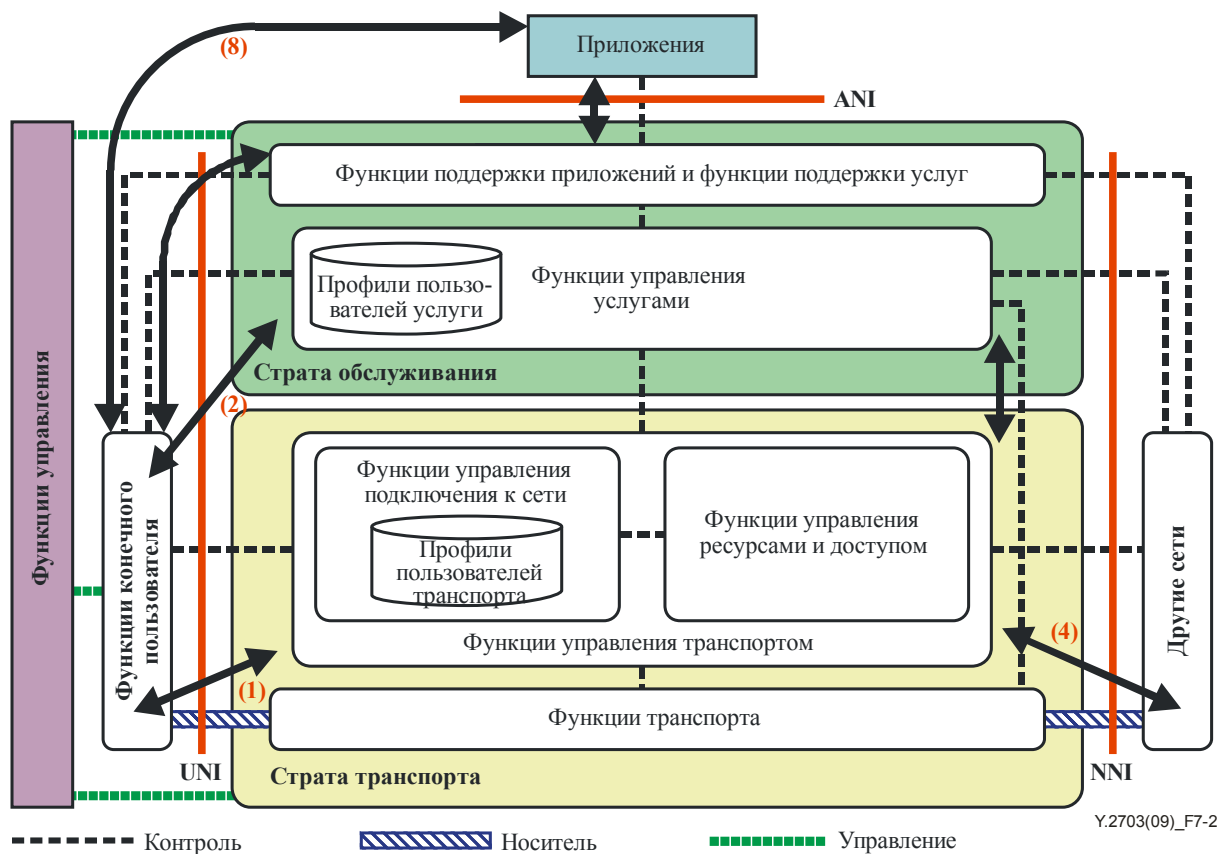 (8)
Приложения
ANI
Функции поддержки приложений и функции поддержки услуг
Профили пользо-
вателей услуги
Функции управления
услугами
Страта обслуживания
(2)
Функции управления
Функции конечного
пользователя
Функции управления
подключения к сети
Профили
пользователей
транспорта
Функции управления
ресурсами и доступом
Функции управления транспортом
Другие сети
(4)
(1)
Функции транспорта
UNI
Страта транспорта
NNI
Y.2703(09)_F7-2
Контроль
Носитель
Управление